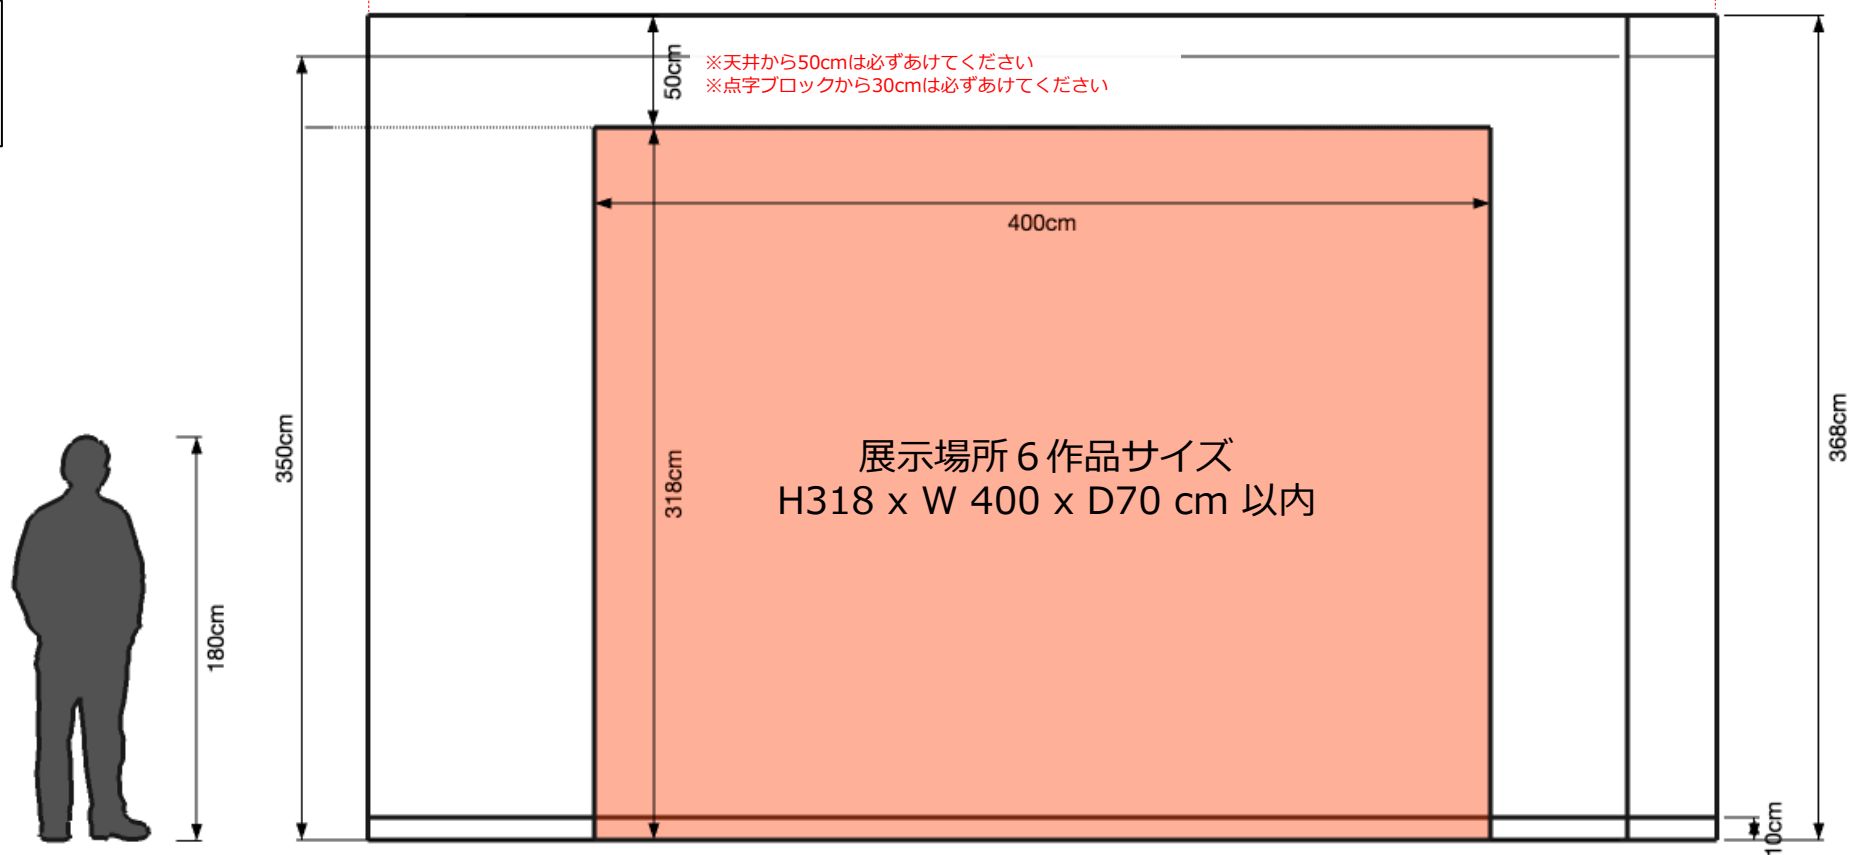 ※天井から50cmは必ずあけてください
※点字ブロックから30cmは必ずあけてください
50cm
400cm
350cm
318cm
展示場所６作品サイズ
H318 x W 400 x D70 cm 以内
368cm
180cm
10cm